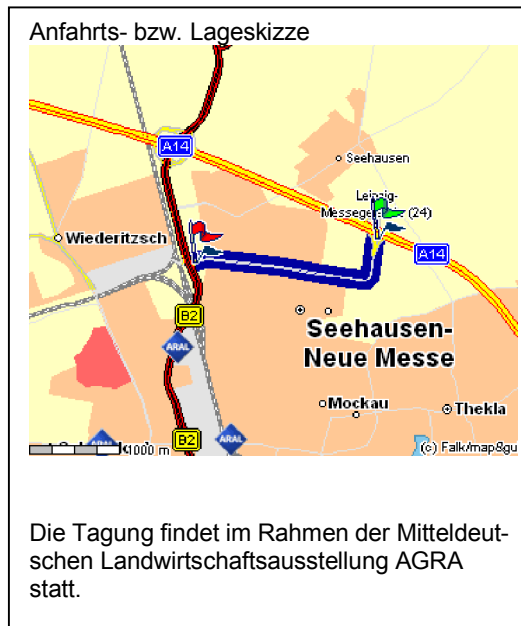 Anfahrts- bzw. Lageskizze
A14
Seehausen
Leipzig-
(24)
Wiederitzsch
A14
B2
Seehausen-
Neue Messe
ARAL
Mockau
Thekla
B2
ARAL
ARAL
1000 m
(c) Falk/map&gu
Die Tagung findet im Rahmen der Mitteldeut-
schen Landwirtschaftsausstellung AGRA
statt.